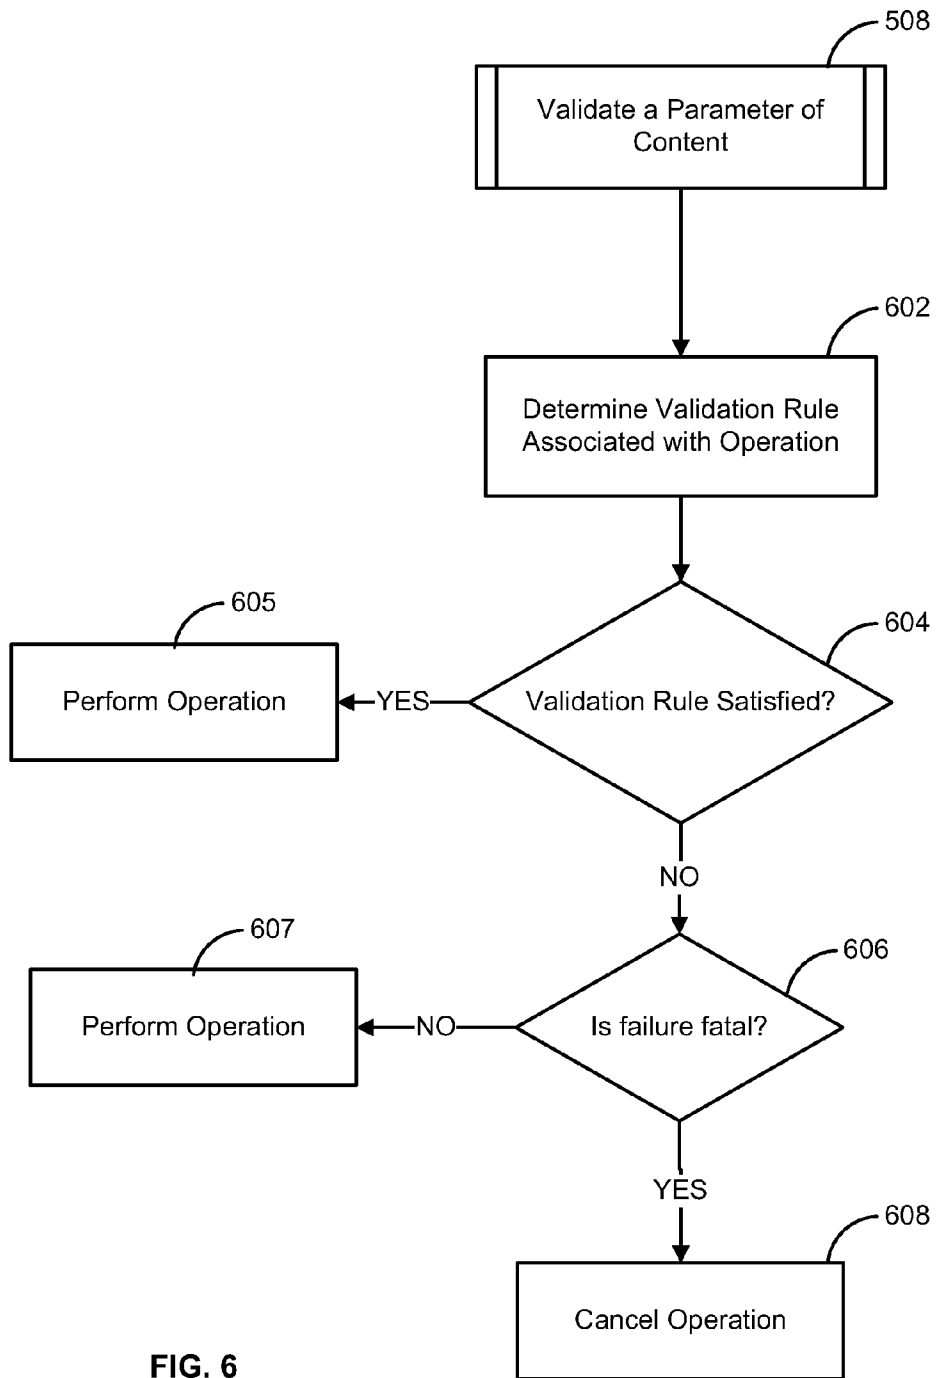 508
Validate a Parameter of
Content
602
Determine Validation Rule
Associated with Operation
605
604
Perform Operation
YES
Validation Rule Satisfied?
NO
607
606
Perform Operation
NO
Is failure fatal?
YES
608
Cancel Operation
FIG. 6